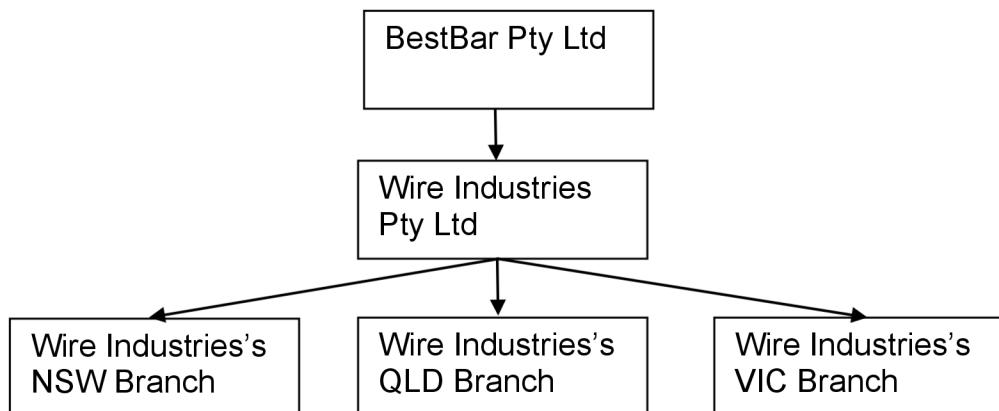 BestBar Pty Ltd
Wire Industries
Pty Ltd
Wire Industries’s
NSW Branch
Wire Industries’s
QLD Branch
Wire Industries’s
VIC Branch